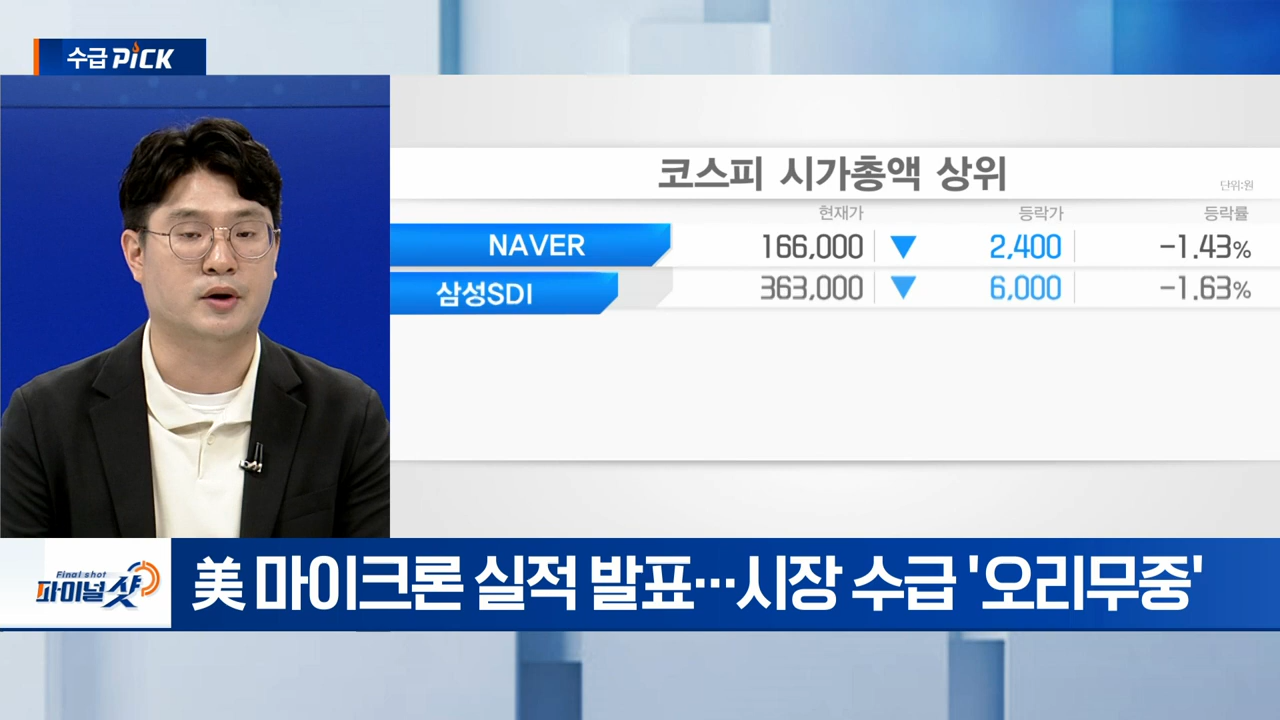 수급 PiCK
코스피 시가총액 상위
단위:원
현재가 등락가 등락률
NAVER 166,000 ▼ 2,400 -1.43%
삼성SDI 363,000 ▼ 6,000 -1.63%
Final shot
파이널샷
美 마이크론 실적 발표…시장 수급 '오리무중'